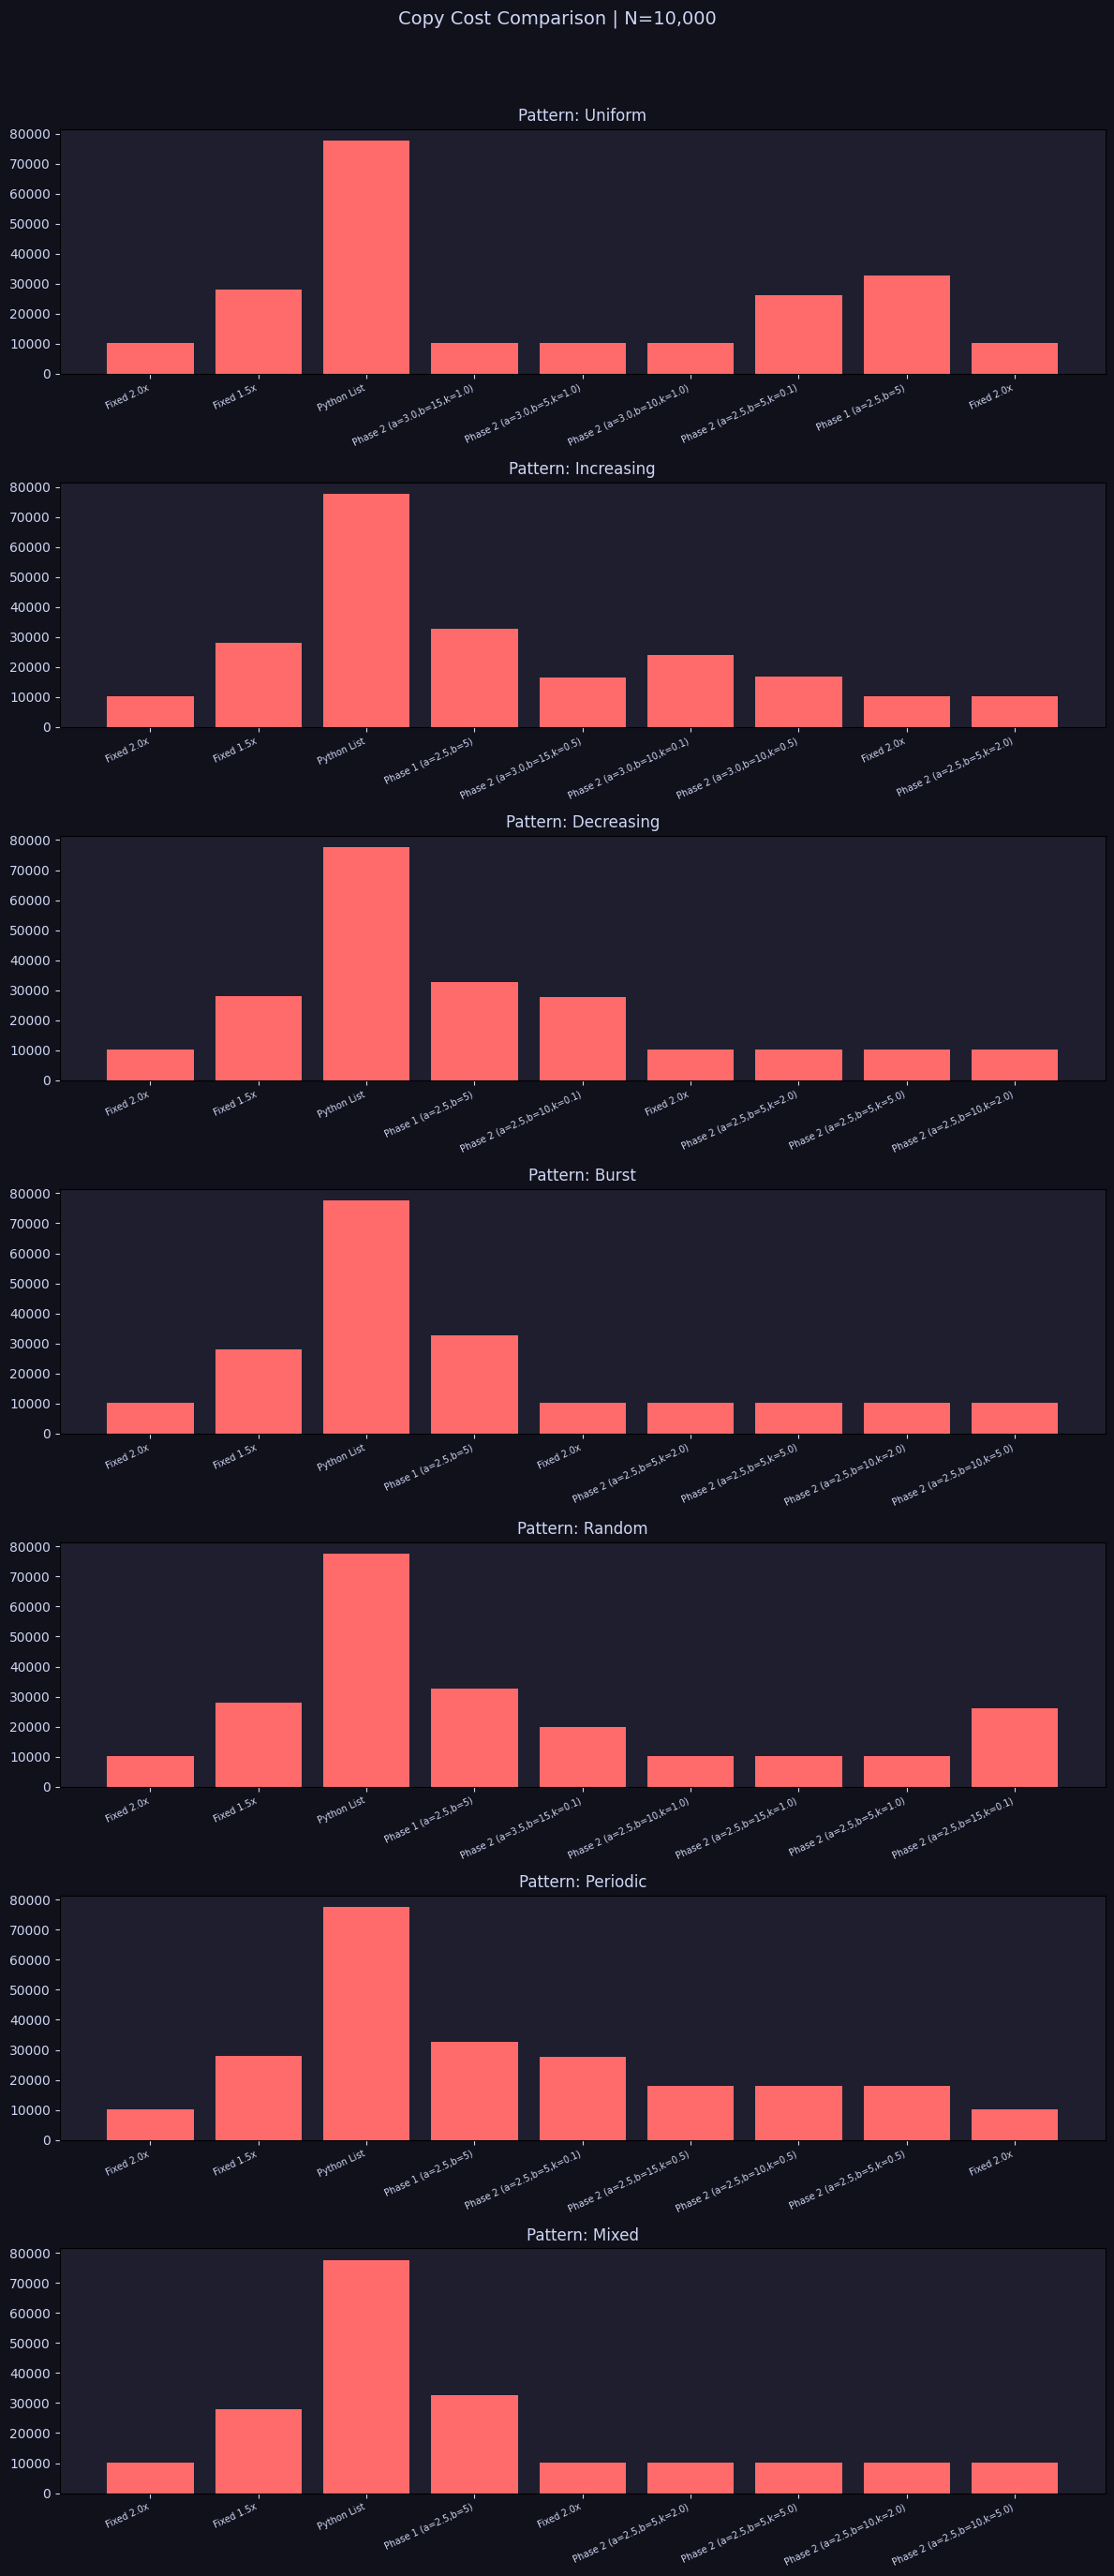 Copy Cost Comparison | N=10,000
Pattern: Uniform
80000
70000
60000
50000
40000
30000
20000
10000
0
Fixed 2.0x
Fixed 1.5x
Python List
Phase 2 (a=3.0,b=15,k=1.0)
Phase 2 (a=3.0,b=5,k=1.0)
Phase 2 (a=3.0,b=10,k=1.0)
Phase 2 (a=2.5,b=5,k=0.1)
Phase 1 (a=2.5,b=5)
Fixed 2.0x
Pattern: Increasing
80000
70000
60000
50000
40000
30000
20000
10000
0
Fixed 2.0x
Fixed 1.5x
Python List
Phase 1 (a=2.5,b=5)
Phase 2 (a=3.0,b=15,k=0.5)
Phase 2 (a=3.0,b=10,k=0.1)
Phase 2 (a=3.0,b=10,k=0.5)
Fixed 2.0x
Phase 2 (a=2.5,b=5,k=2.0)
Pattern: Decreasing
80000
70000
60000
50000
40000
30000
20000
10000
0
Fixed 2.0x
Fixed 1.5x
Python List
Phase 1 (a=2.5,b=5)
Phase 2 (a=2.5,b=10,k=0.1)
Fixed 2.0x
Phase 2 (a=2.5,b=5,k=2.0)
Phase 2 (a=2.5,b=5,k=5.0)
Phase 2 (a=2.5,b=10,k=2.0)
Pattern: Burst
80000
70000
60000
50000
40000
30000
20000
10000
0
Fixed 2.0x
Fixed 1.5x
Python List
Phase 1 (a=2.5,b=5)
Fixed 2.0x
Phase 2 (a=2.5,b=5,k=2.0)
Phase 2 (a=2.5,b=5,k=5.0)
Phase 2 (a=2.5,b=10,k=2.0)
Phase 2 (a=2.5,b=10,k=5.0)
Pattern: Random
80000
70000
60000
50000
40000
30000
20000
10000
0
Fixed 2.0x
Fixed 1.5x
Python List
Phase 1 (a=2.5,b=5)
Phase 2 (a=3.5,b=15,k=0.1)
Phase 2 (a=2.5,b=10,k=1.0)
Phase 2 (a=2.5,b=15,k=1.0)
Phase 2 (a=2.5,b=5,k=1.0)
Phase 2 (a=2.5,b=15,k=0.1)
Pattern: Periodic
80000
70000
60000
50000
40000
30000
20000
10000
0
Fixed 2.0x
Fixed 1.5x
Python List
Phase 1 (a=2.5,b=5)
Phase 2 (a=2.5,b=5,k=0.1)
Phase 2 (a=2.5,b=15,k=0.5)
Phase 2 (a=2.5,b=10,k=0.5)
Phase 2 (a=2.5,b=5,k=0.5)
Fixed 2.0x
Pattern: Mixed
80000
70000
60000
50000
40000
30000
20000
10000
0
Fixed 2.0x
Fixed 1.5x
Python List
Phase 1 (a=2.5,b=5)
Fixed 2.0x
Phase 2 (a=2.5,b=5,k=2.0)
Phase 2 (a=2.5,b=5,k=5.0)
Phase 2 (a=2.5,b=10,k=2.0)
Phase 2 (a=2.5,b=10,k=5.0)